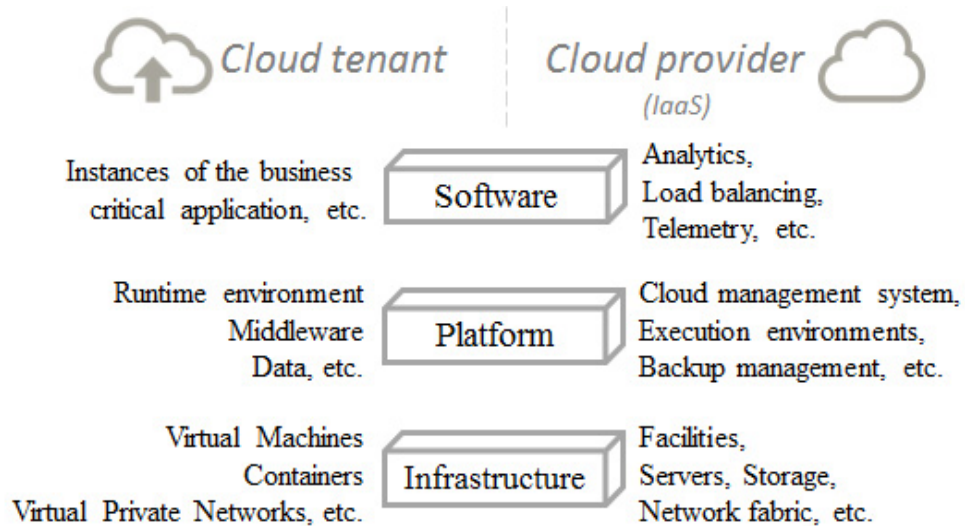 Cloud tenant
Cloud provider
(IaaS)
Instances of the business
critical application, etc.
Software
Analytics,
Load balancing,
Telemetry, etc.
Runtime environment
Middleware
Data, etc.
Platform
Cloud management system,
Execution environments,
Backup management, etc.
Virtual Machines
Containers
Virtual Private Networks, etc.
Infrastructure
Facilities,
Servers, Storage,
Network fabric, etc.